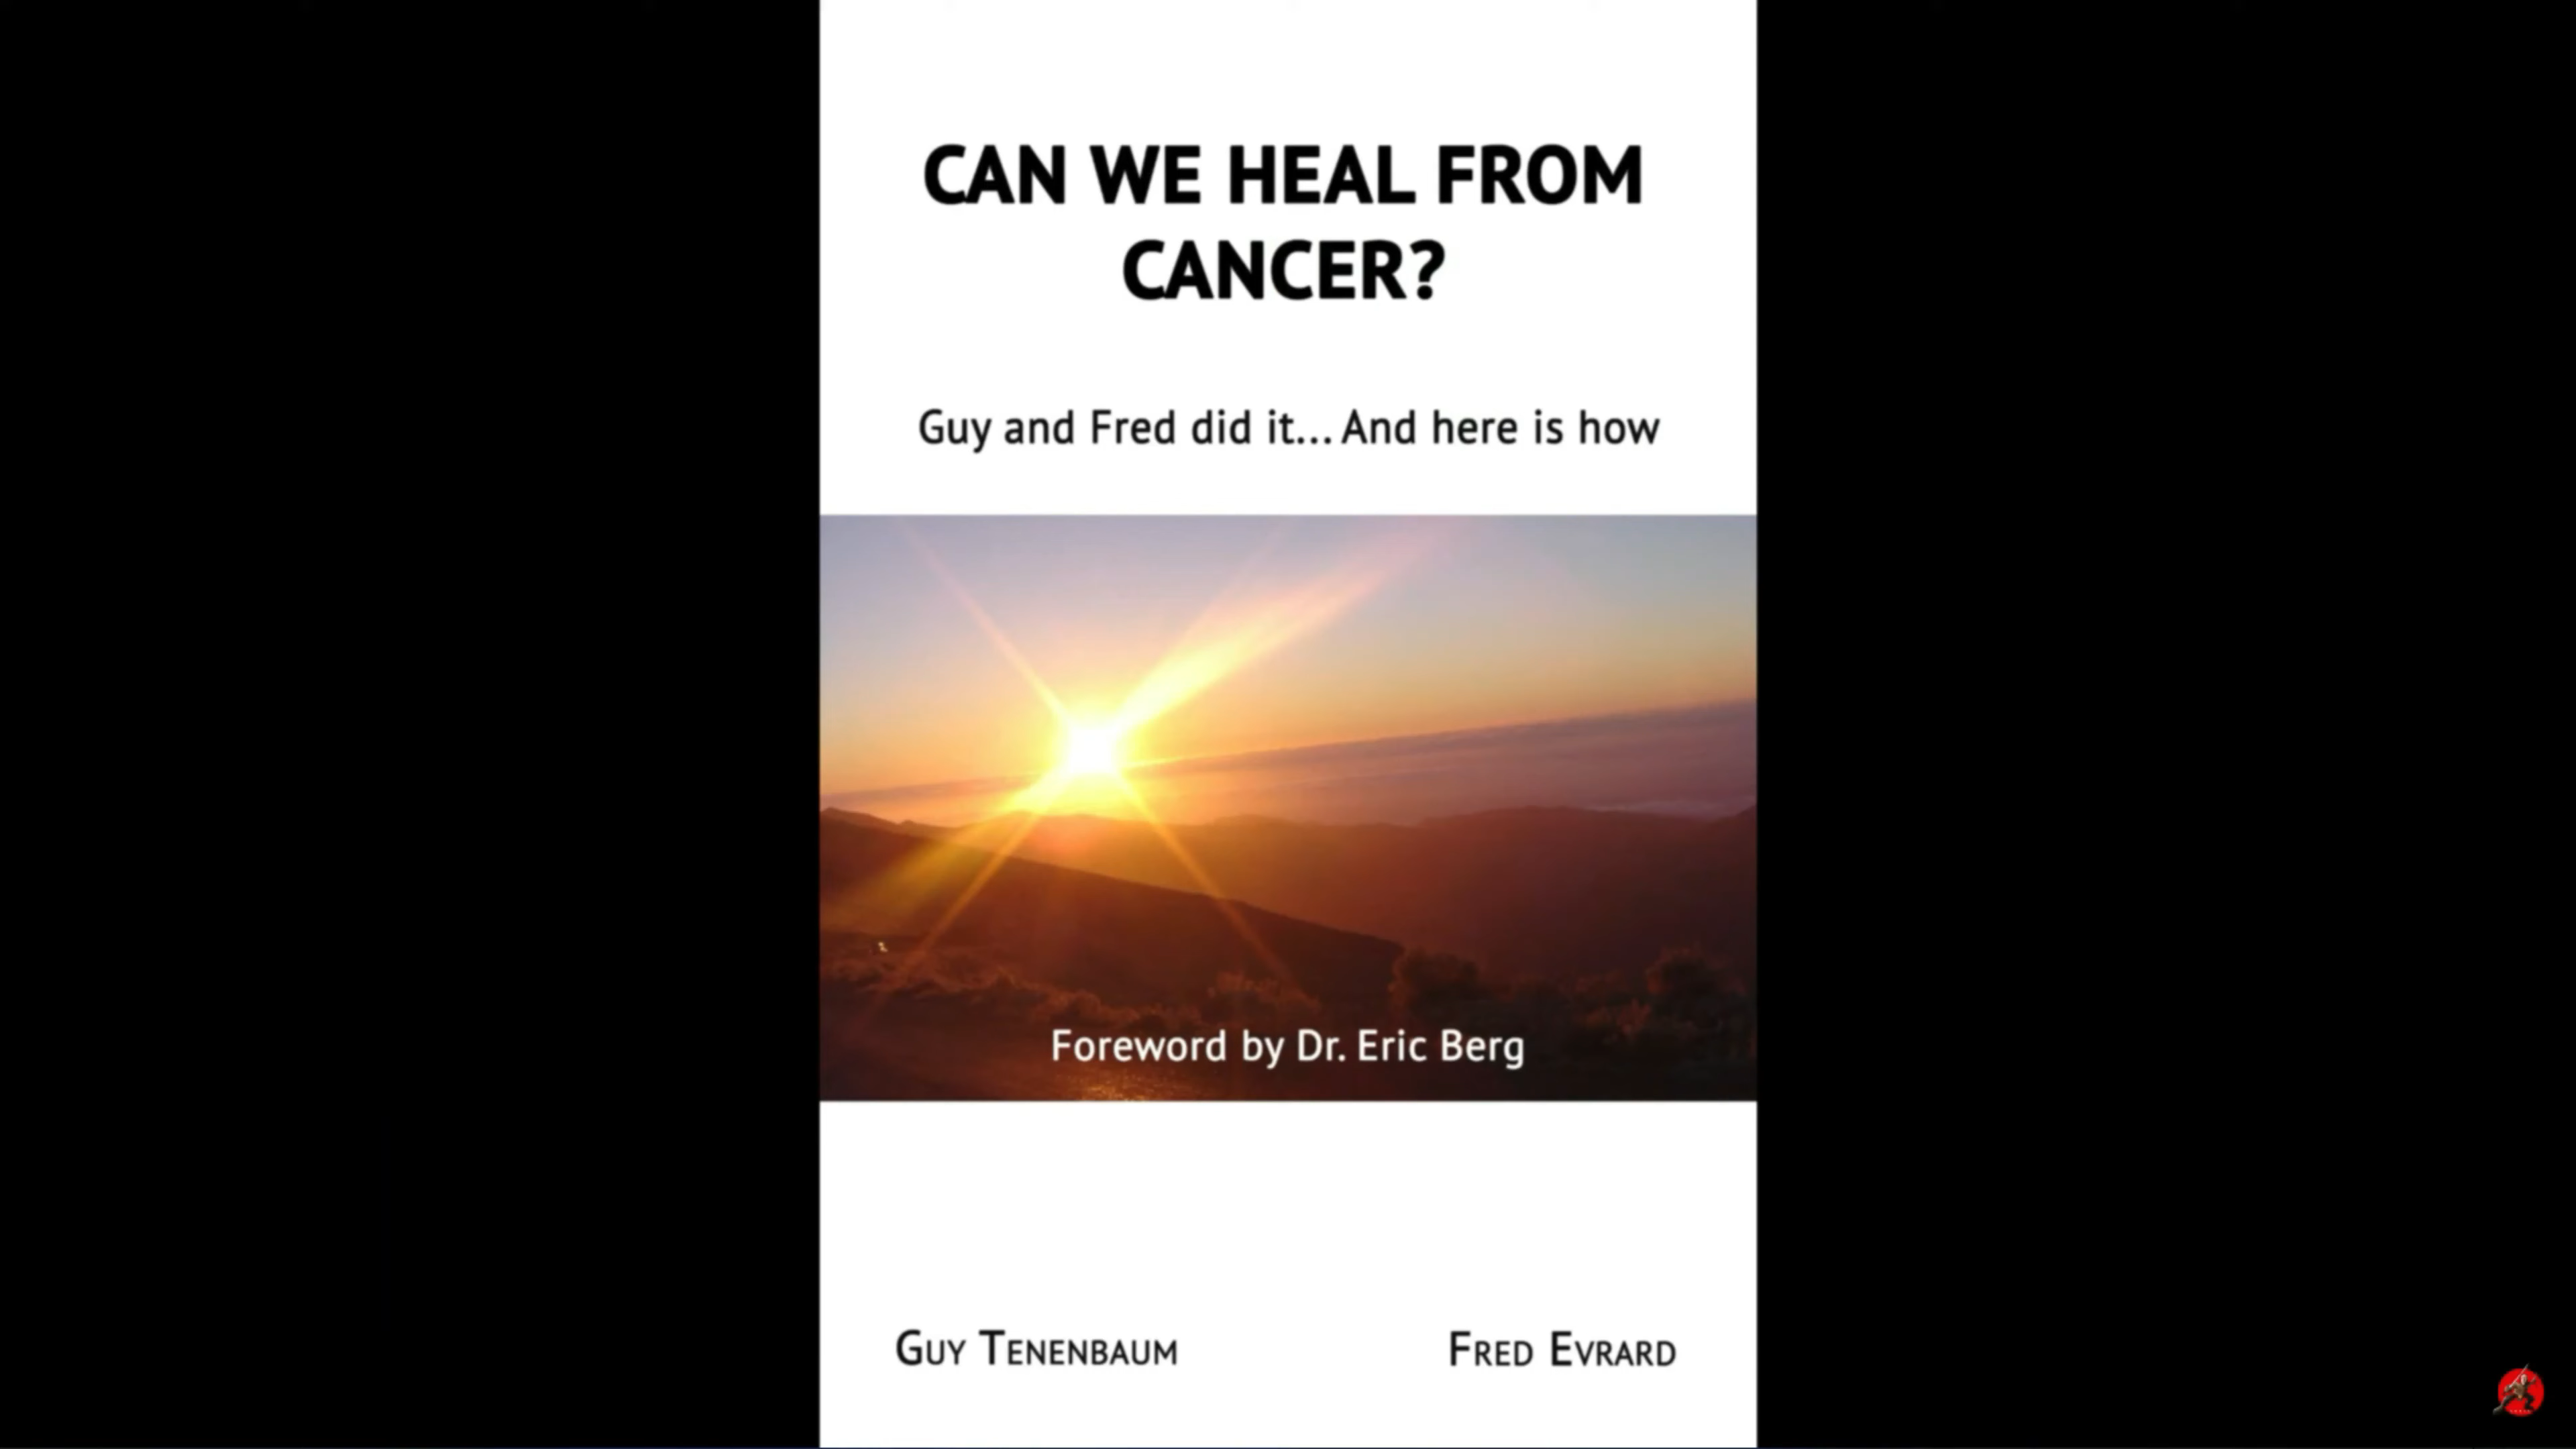 CAN WE HEAL FROM
CANCER?
Guy and Fred did it... And here is how
Foreword by Dr. Eric Berg
GUY TENENBAUM
FRED EVRARD